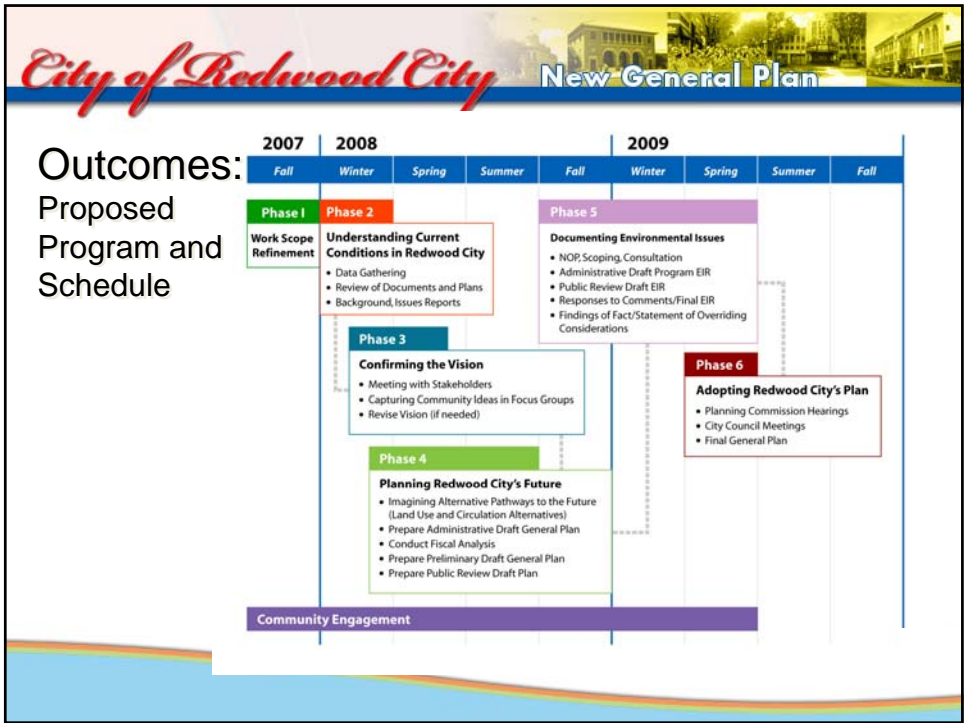 City of Redwood City
New General Plan
Outcomes:
Proposed
Program and
Schedule
2007 2008 2009
Fall Winter Spring Summer Fall Winter Spring Summer Fall
Phase I
Work Scope
Refinement
Phase 2
Understanding Current
Conditions in Redwood City
• Data Gathering
• Review of Documents and Plans
• Background, Issues Reports
Phase 3
Confirming the Vision
• Meeting with Stakeholders
• Capturing Community Ideas in Focus Groups
• Revise Vision (if needed)
Phase 4
Planning Redwood City's Future
• Imagining Alternative Pathways to the Future
(Land Use and Circulation Alternatives)
• Prepare Administrative Draft General Plan
• Conduct Fiscal Analysis
• Prepare Preliminary Draft General Plan
• Prepare Public Review Draft Plan
Phase 5
Documenting Environmental Issues
• NOP, Scoping, Consultation
• Administrative Draft Program EIR
• Public Review Draft EIR
• Responses to Comments/Final EIR
• Findings of Fact/Statement of Overriding
Considerations
Phase 6
Adopting Redwood City's Plan
• Planning Commission Hearings
• City Council Meetings
• Final General Plan
Community Engagement